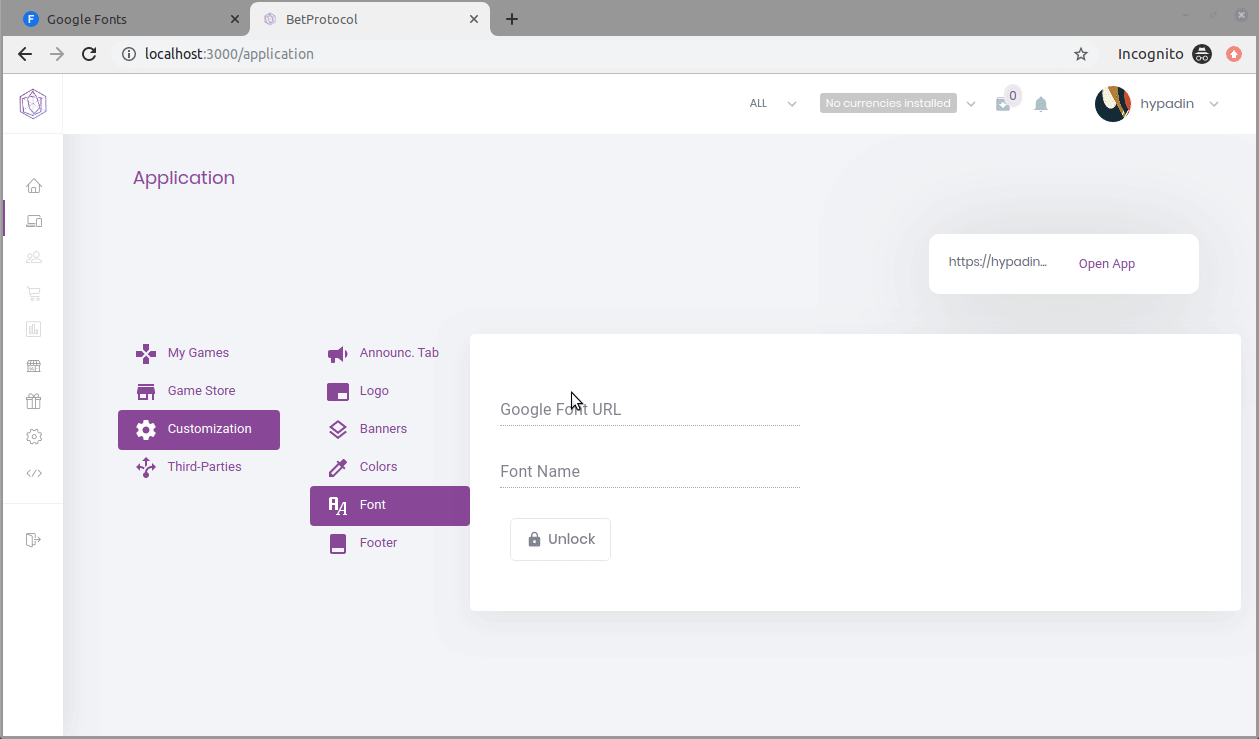 Google Fonts
BetProtocol
localhost:3000/application
Incognito
ALL
No currencies installed
0
hypadin
Application
https://hypadin...
Open App
My Games
Game Store
Customization
Third-Parties
Announc. Tab
Logo
Banners
Colors
Font
Footer
Google Font URL
Font Name
Unlock